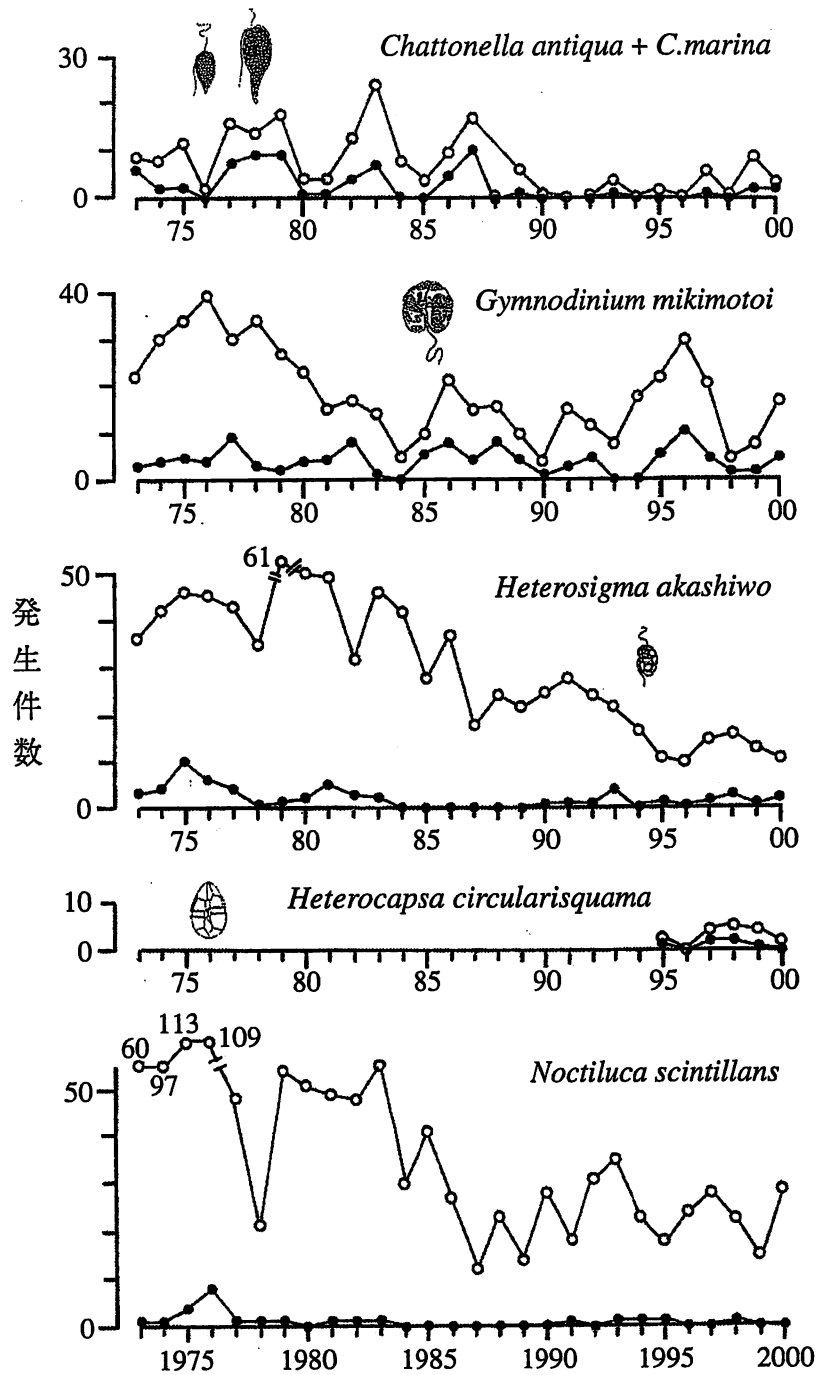 Chattonella antiqua + C.marina
30
0
75 80 85 90 95 00
Gymnodinium mikimotoi
40
0
75 80 85 90 95 00
発生件数
61
Heterosigma akashiwo
50
0
75 80 85 90 95 00
Heterocapsa circularisquama
10
0
75 80 85 90 95 00
113
60 109
97
Noctiluca scintillans
50
0
1975 1980 1985 1990 1995 2000